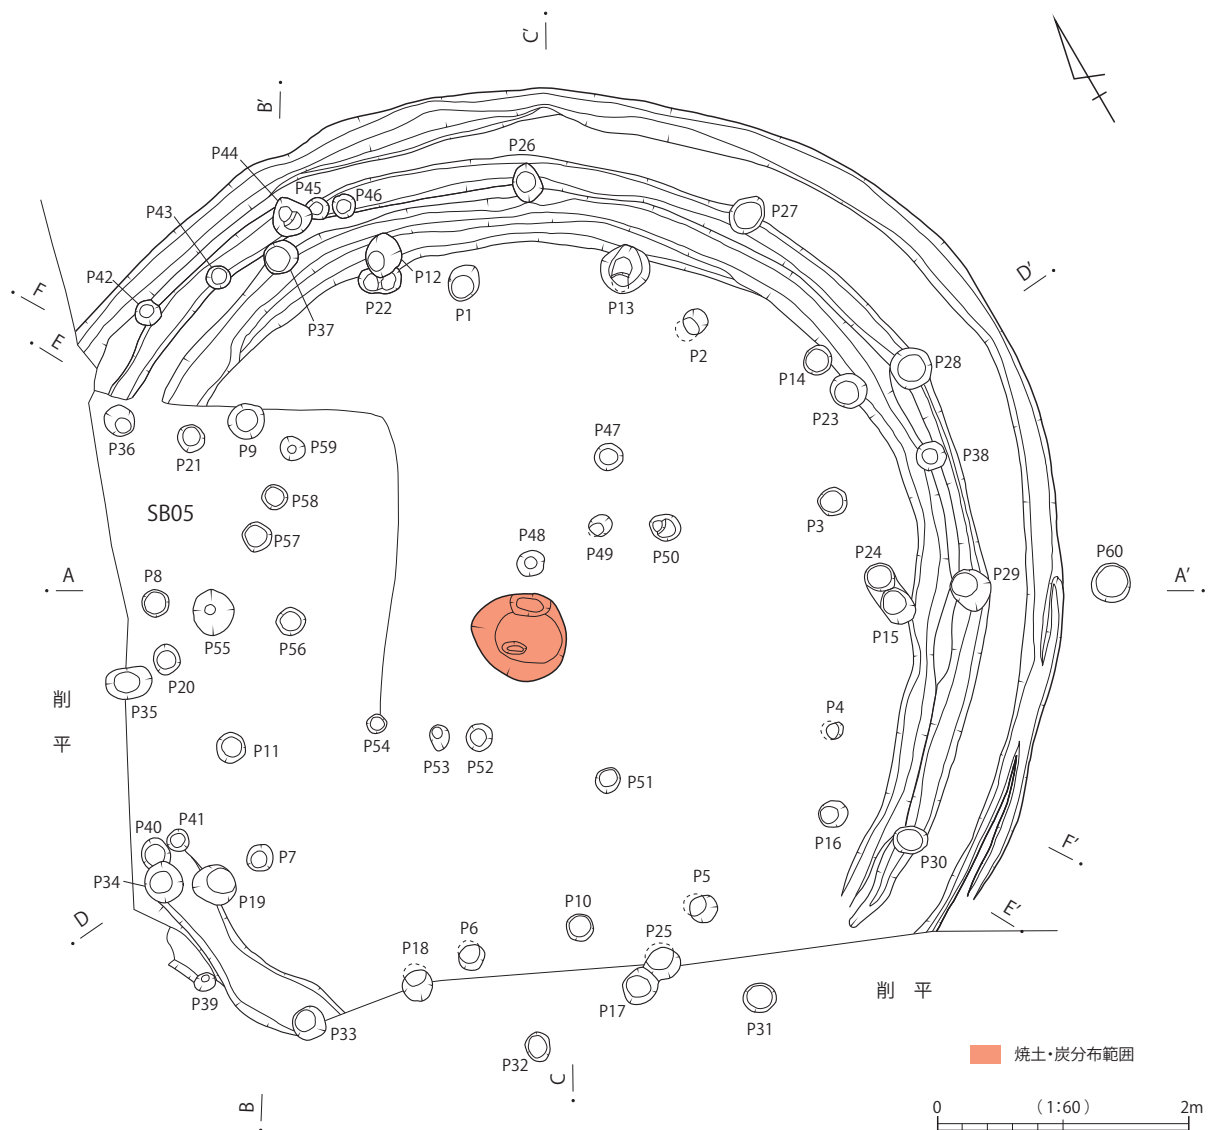 C'
B'
P44
P26
P45
P46
P43
P27
D'
P42
F
P12
E
P22
P1
P13
P37
P2
P28
P14
P23
P36
P21
P9
P59
P47
P38
P58
SB05
P3
P57
P48
P49
P50
P24
P60
A
P8
P29
A'
P55
P56
P15
P20
削
平
P35
P4
P11
P54
P53
P52
P51
P40
P41
P16
P7
P30
F'
P34
P19
P5
D
P10
E'
P6
P18
P25
P39
削 平
P17
P31
P33
P32
C
焼土・炭分布範囲
B
0 (1:60) 2m